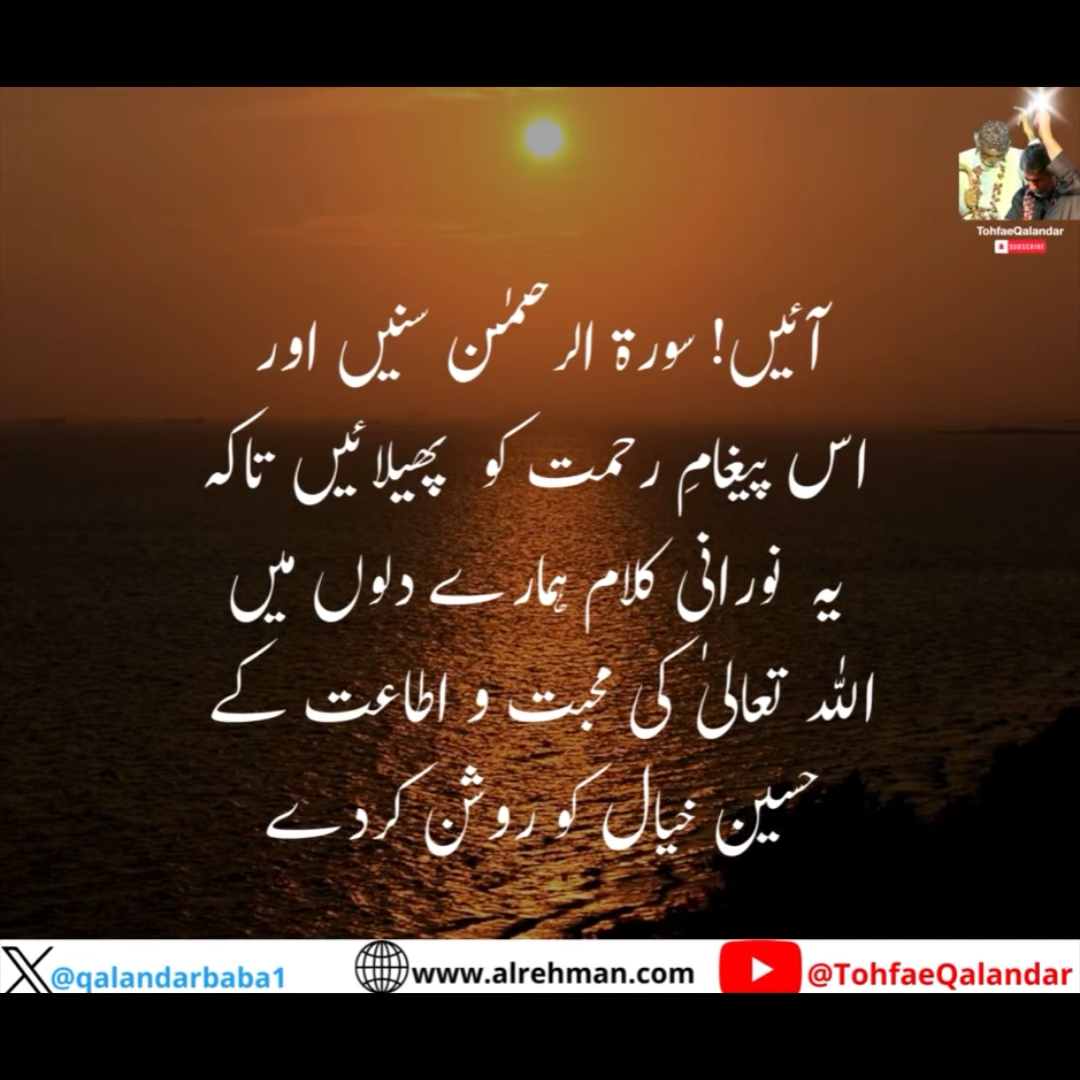 TohfaeQalandar
SUBSCRIBE
آئیں! سورۃ الرحمٰن سنیں اور
اس پیغامِ رحمت کو پھیلائیں تاکہ
یہ نورانی کلام ہمارے دلوں میں
اللہ تعالیٰ کی محبت و اطاعت کے
حسین خیال کو روشن کردے
@qalandarbaba1 www.alrehman.com @TohfaeQalandar